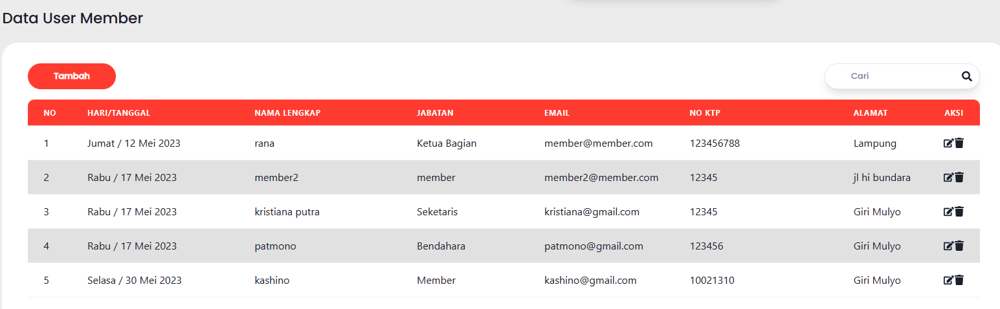 Data User Member
Tambah Cari
NO HARI/TANGGAL NAMA LENGKAP JABATAN EMAIL NO KTP ALAMAT AKSI
1 Jumat / 12 Mei 2023 rana Ketua Bagian member@member.com 123456788 Lampung
2 Rabu / 17 Mei 2023 member2 member member2@member.com 12345 jl hi bundara
3 Rabu / 17 Mei 2023 kristiana putra Seketaris kristiana@gmail.com 12345 Giri Mulyo
4 Rabu / 17 Mei 2023 patmono Bendahara patmono@gmail.com 123456 Giri Mulyo
5 Selasa / 30 Mei 2023 kashino Member kashino@gmail.com 10021310 Giri Mulyo